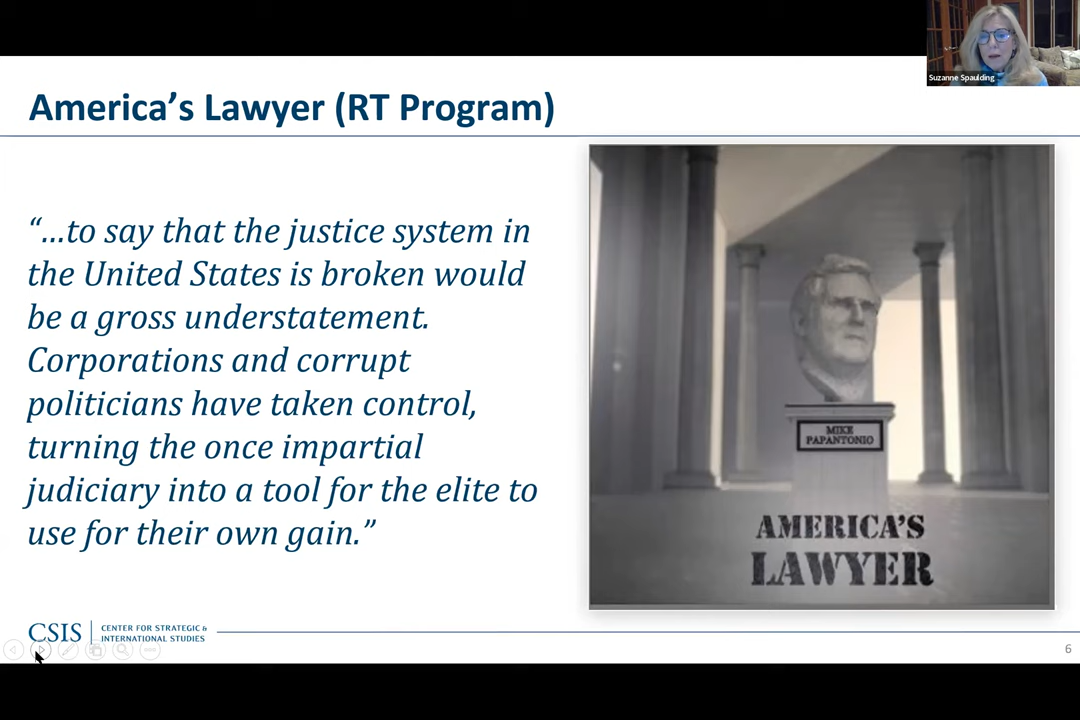 Suzanne Spaulding
America’s Lawyer (RT Program)
“…to say that the justice system in
the United States is broken would
be a gross understatement.
Corporations and corrupt
politicians have taken control,
turning the once impartial
judiciary into a tool for the elite to
use for their own gain.”
MIKE
PAPANTONIO
AMERICA’S
LAWYER
CSIS
CENTER FOR STRATEGIC &
INTERNATIONAL STUDIES
6